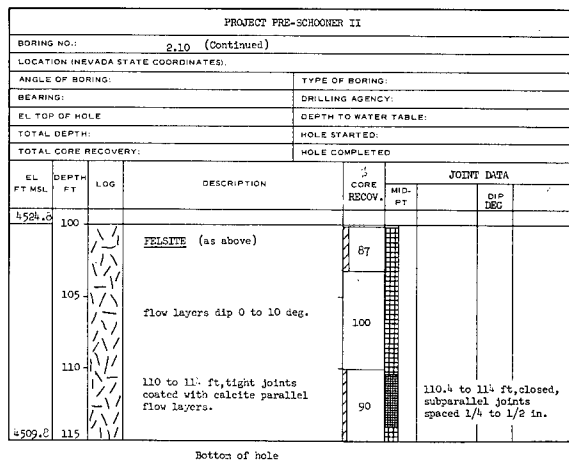 PROJECT PRE-SCHOONER II
BORING NO.: 2.10 (Continued)
LOCATION (NEVADA STATE COORDINATES):
ANGLE OF BORING: TYPE OF BORING:
BEARING: DRILLING AGENCY:
EL TOP OF HOLE DEPTH TO WATER TABLE:
TOTAL DEPTH: HOLE STARTED:
TOTAL CORE RECOVERY: HOLE COMPLETED
EL FT MSL DEPTH FT LOG DESCRIPTION % CORE RECOV. JOINT DATA
MID-PT DIP DEG
4524.8 100
FELSITE (as above) 87
105
flow layers dip 0 to 10 deg.
100
110
110 to 114 ft, tight joints
coated with calcite parallel
flow layers.
90
110.4 to 114 ft, closed,
subparallel joints
spaced 1/4 to 1/2 in.
4509.8 115
Bottom of hole